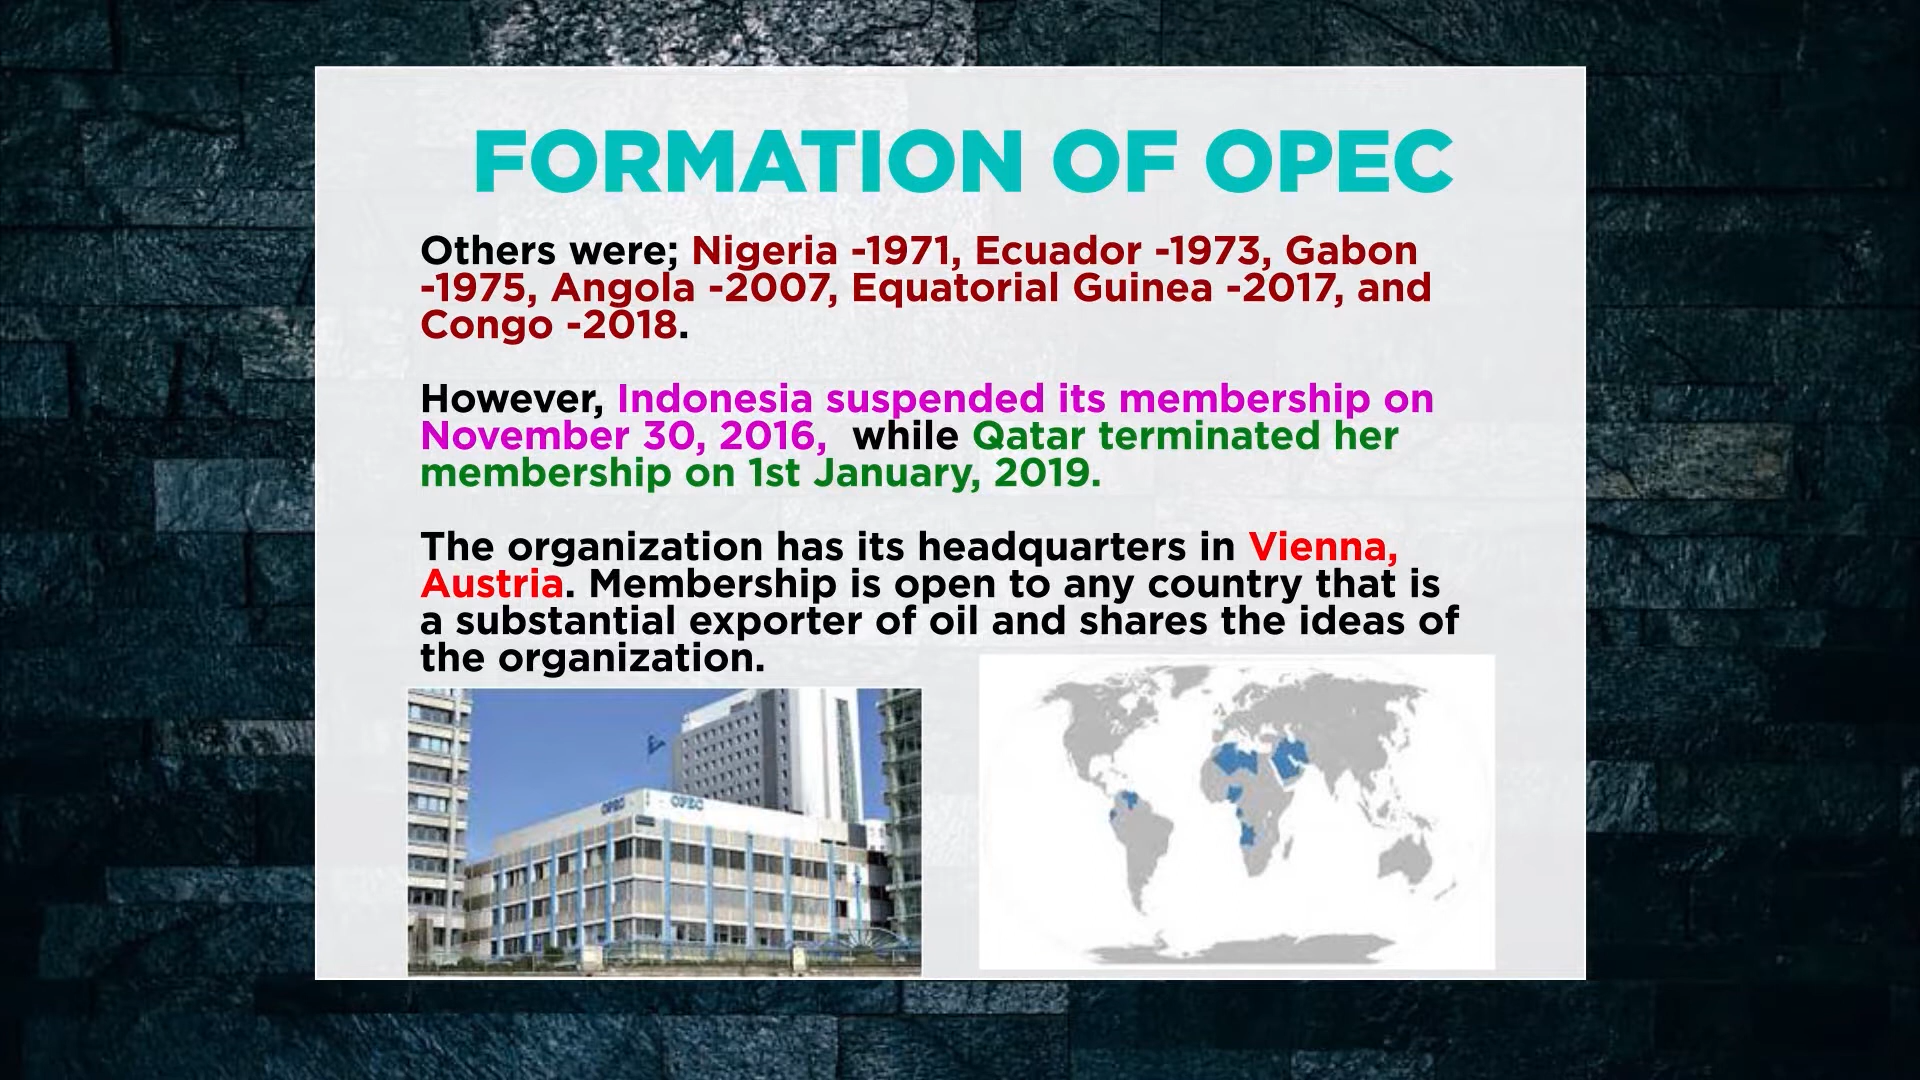 FORMATION OF OPEC
Others were; Nigeria -1971, Ecuador -1973, Gabon
-1975, Angola -2007, Equatorial Guinea -2017, and
Congo -2018.
However, Indonesia suspended its membership on
November 30, 2016,  while Qatar terminated her
membership on 1st January, 2019.
The organization has its headquarters in Vienna,
Austria. Membership is open to any country that is
a substantial exporter of oil and shares the ideas of
the organization.
OPEC OPEC